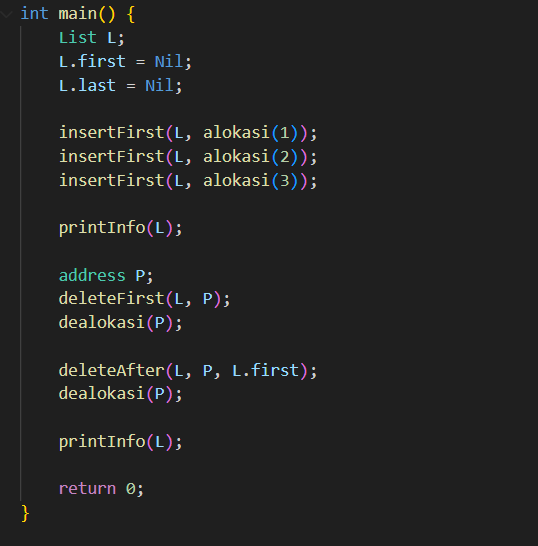 int main() {
List L;
L.first = Nil;
L.last = Nil;
insertFirst(L, alokasi(1));
insertFirst(L, alokasi(2));
insertFirst(L, alokasi(3));
printInfo(L);
address P;
deleteFirst(L, P);
dealokasi(P);
deleteAfter(L, P, L.first);
dealokasi(P);
printInfo(L);
return 0;
}